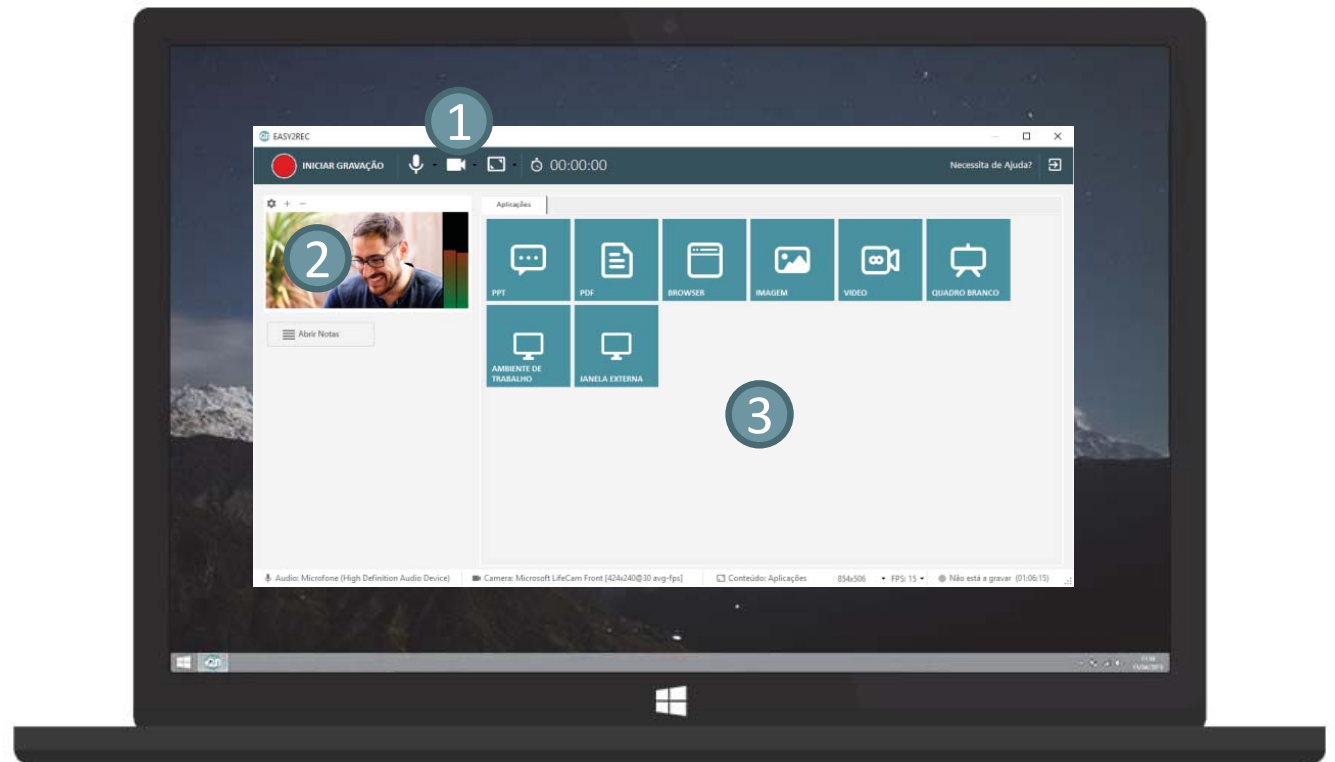 1
EASY2REC
INICIAR GRAVAÇÃO
00:00:00
Necessita de Ajuda?
2
Abrir Notas
Aplicações
PPT
PDF
BROWSER
IMAGEM
VIDEO
QUADRO BRANCO
AMBIENTE DE
TRABALHO
JANELA EXTERNA
3
Audio: Microfone (High Definition Audio Device)
Camera: Microsoft LifeCam Front [424x240@30 avg-fps]
Conteúdo: Aplicações
854x506
FPS: 15
Não está a gravar (01:06:15)